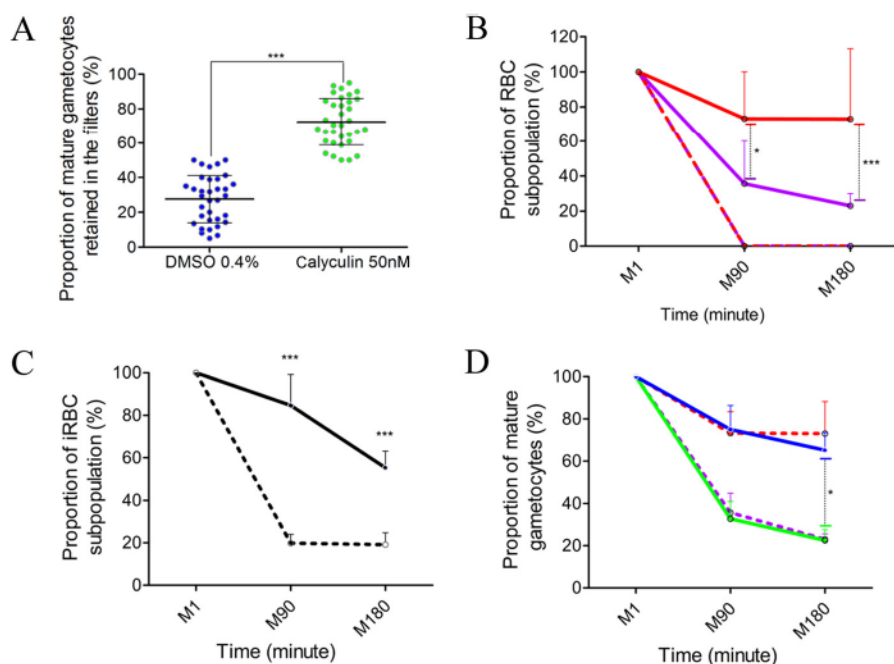 A
Proportion of mature gametocytes
retained in the filters (%)
***
100
80
60
40
20
0
DMSO 0.4%
Calyculin 50nM
B
Proportion of RBC
subpopulation (%)
120
100
80
60
40
20
0
*
***
M1
M90
M180
Time (minute)
C
Proportion of iRBC
subpopulation (%)
100
80
60
40
20
0
***
***
M1
M90
M180
Time (minute)
D
Proportion of mature
gametocytes (%)
100
80
60
40
20
0
*
M1
M90
M180
Time (minute)